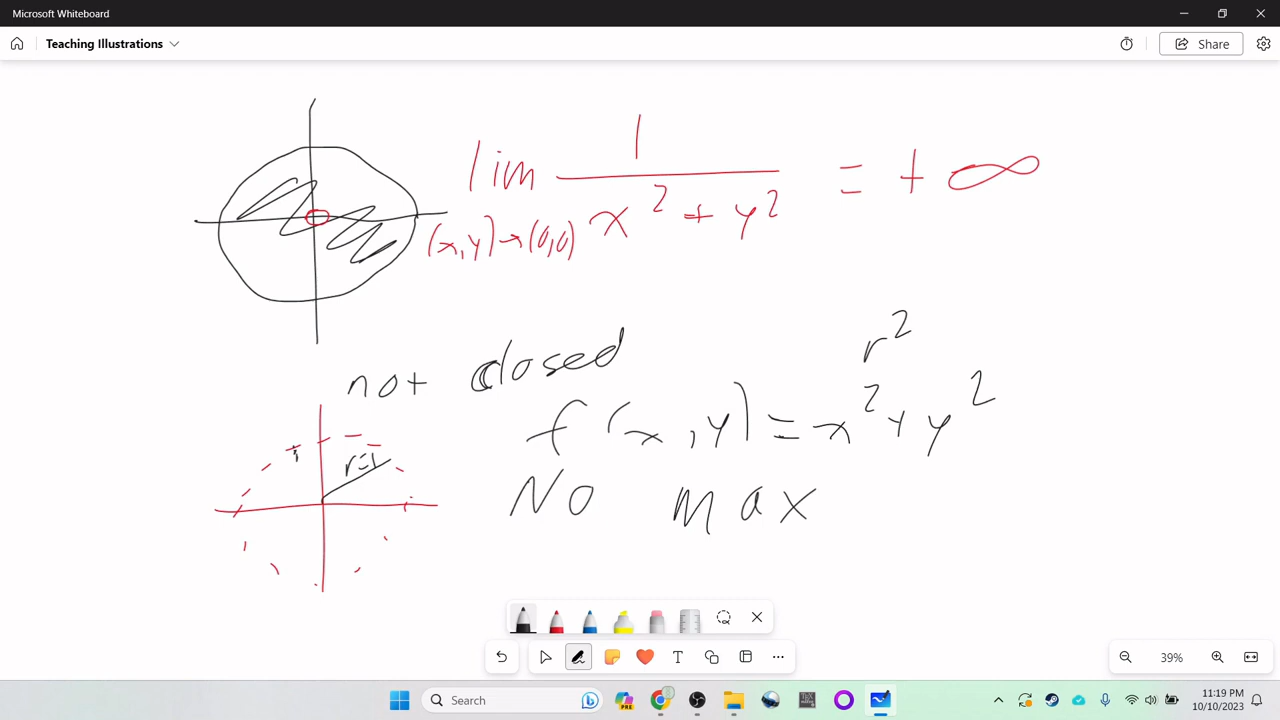 Microsoft Whiteboard
Teaching Illustrations
Share
lim 1 / x² + y² = + ∞
(x,y)→(0,0)
not closed
r²
f(x,y) = x² + y²
r=1
No max
T
39%
Search
PRE
11:19 PM
10/10/2023